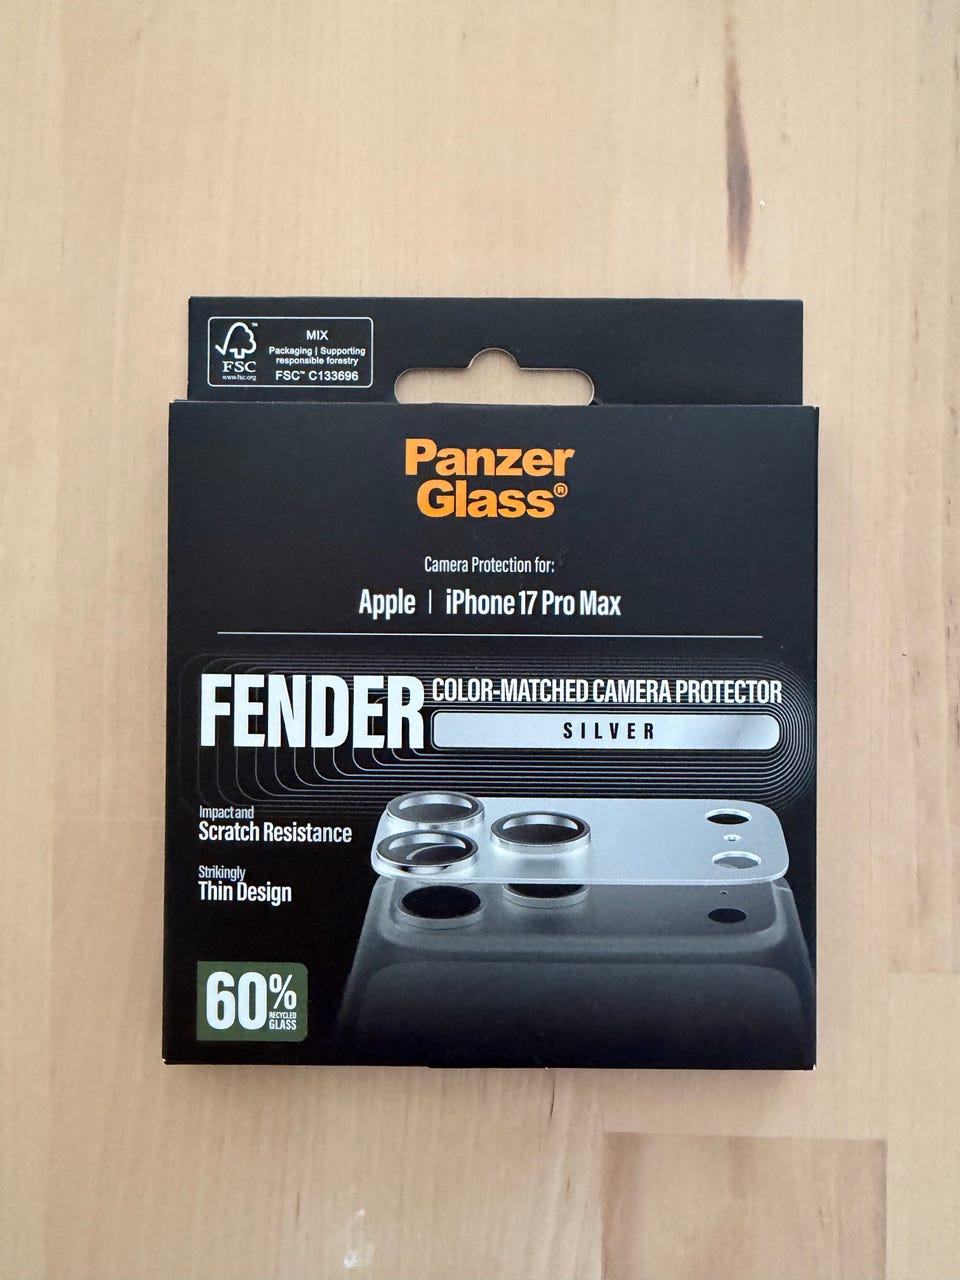 MIX
Packaging | Supporting
responsible forestry
FSC™ C133696
FSC
www.fsc.org
Panzer
Glass®
Camera Protection for:
Apple | iPhone 17 Pro Max
FENDER
COLOR-MATCHED CAMERA PROTECTOR
SILVER
Impact and
Scratch Resistance
Strikingly
Thin Design
60%
RECYCLED
GLASS